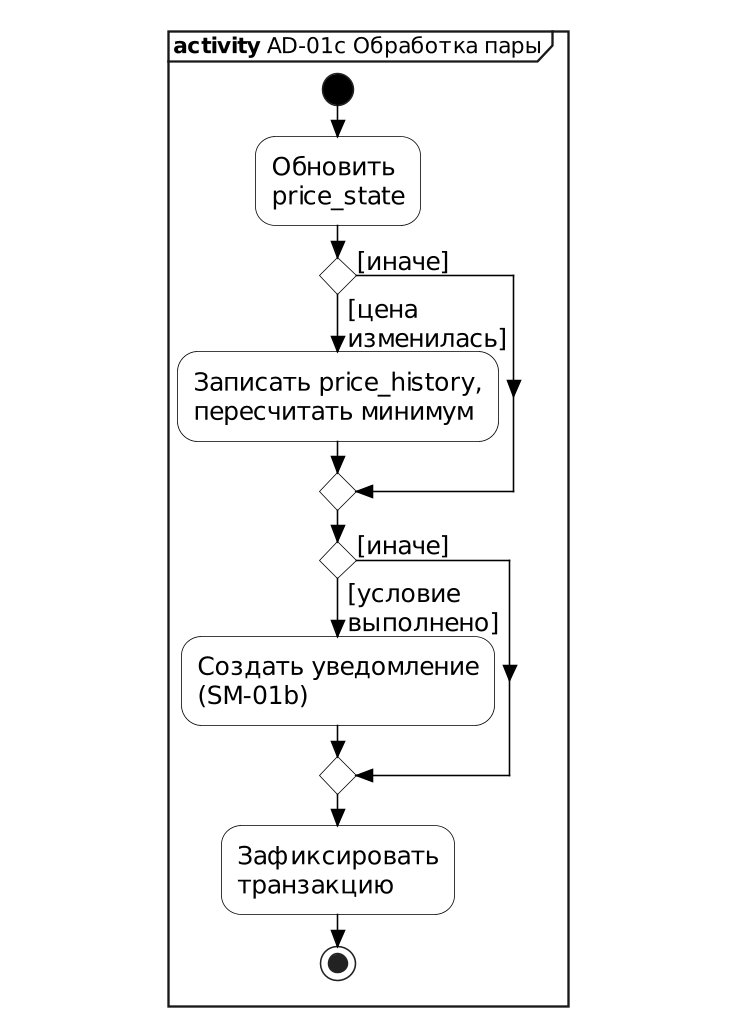 activity AD-01c Обработка пары
Обновить
price_state
[иначе]
[цена
изменилась]
Записать price_history,
пересчитать минимум
[иначе]
[условие
выполнено]
Создать уведомление
(SM-01b)
Зафиксировать
транзакцию